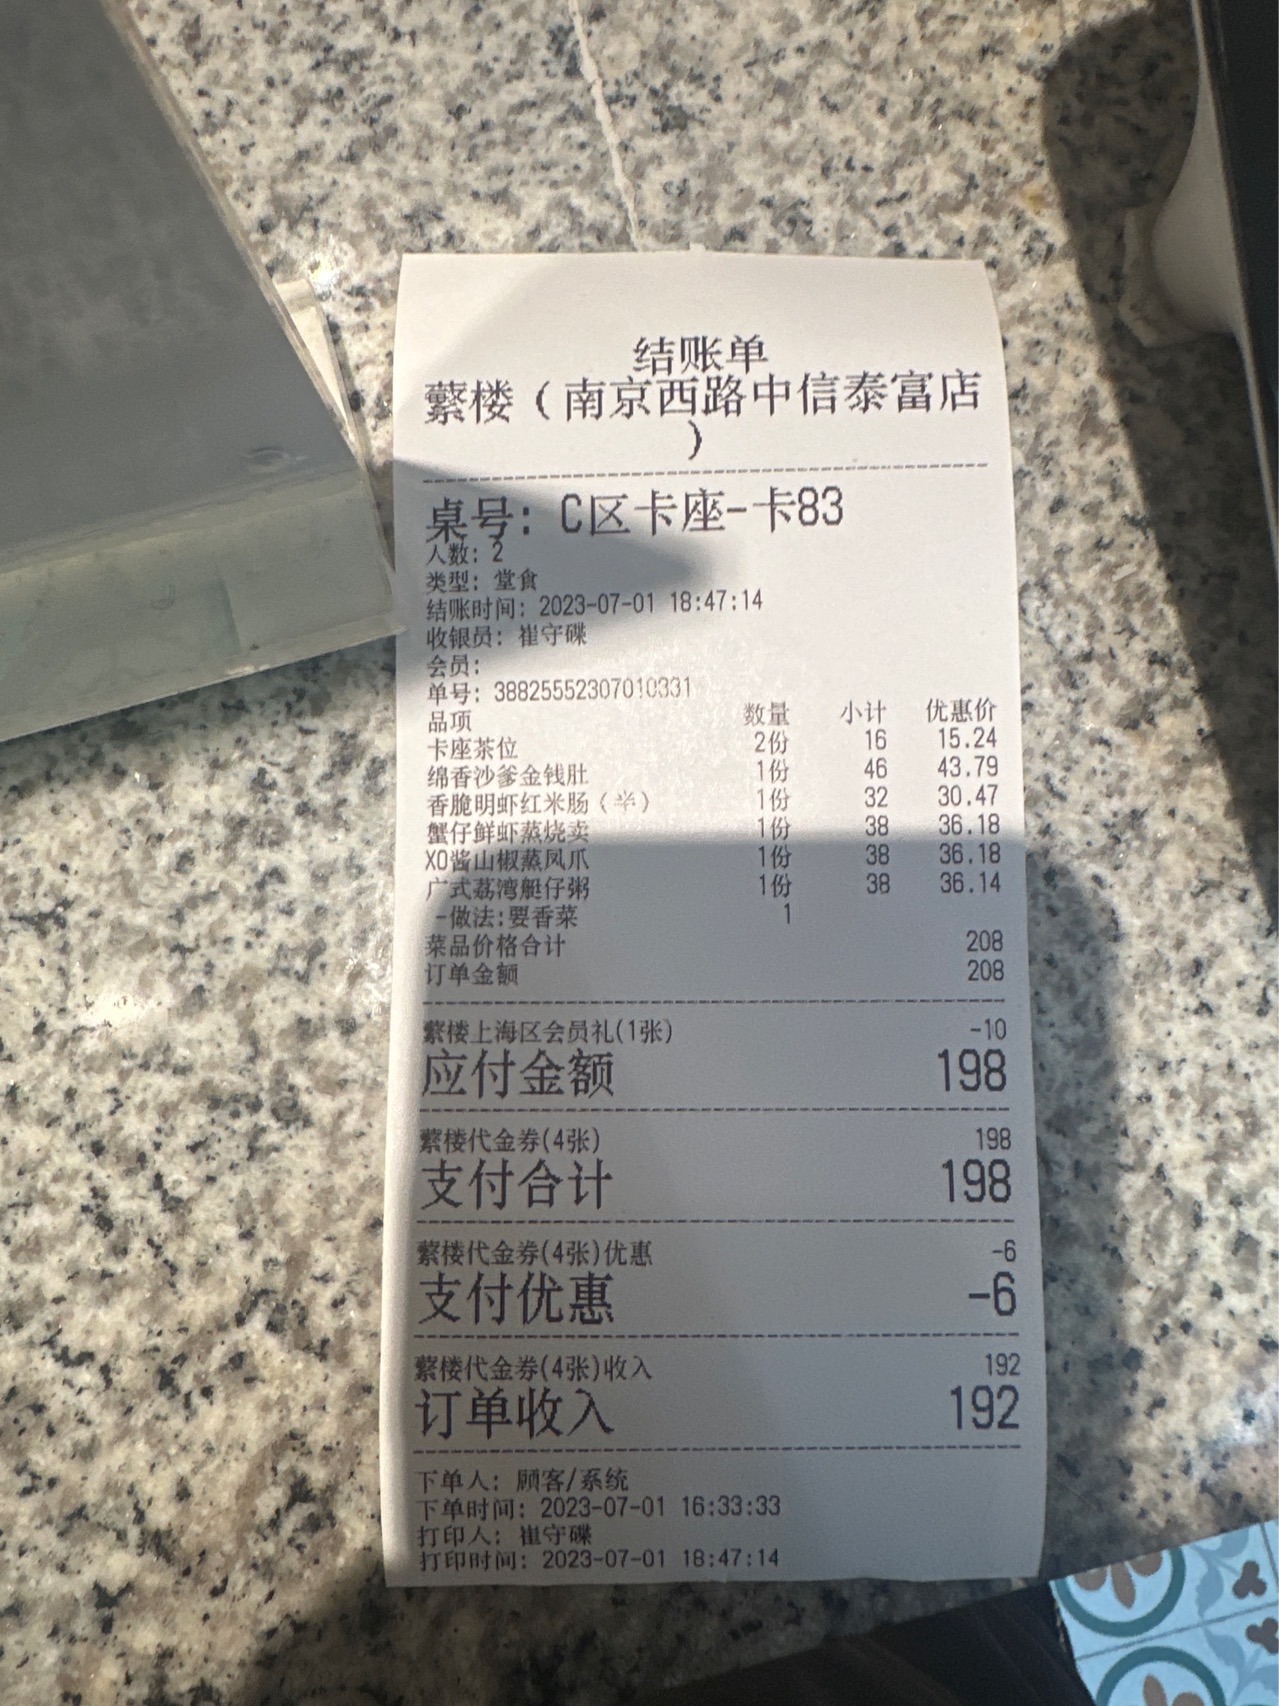 结账单
蘩楼（南京西路中信泰富店
）
桌号：C区卡座-卡83
人数：2
类型：堂食
结账时间：2023-07-01 18:47:14
收银员：崔守碟
会员：
单号：38825552307010331
品项 数量 小计 优惠价
卡座茶位 2份 16 15.24
绵香沙爹金钱肚 1份 46 43.79
香脆明虾红米肠（半） 1份 32 30.47
蟹仔鲜虾蒸烧卖 1份 38 36.18
XO酱山椒蒸凤爪 1份 38 36.18
广式荔湾艇仔粥 1份 38 36.14
-做法:要香菜 1
菜品价格合计 208
订单金额 208
蘩楼上海区会员礼(1张) -10
应付金额 198
蘩楼代金券(4张) 198
支付合计 198
蘩楼代金券(4张)优惠 -6
支付优惠 -6
蘩楼代金券(4张)收入 192
订单收入 192
下单人：顾客/系统
下单时间：2023-07-01 16:33:33
打印人：崔守碟
打印时间：2023-07-01 18:47:14